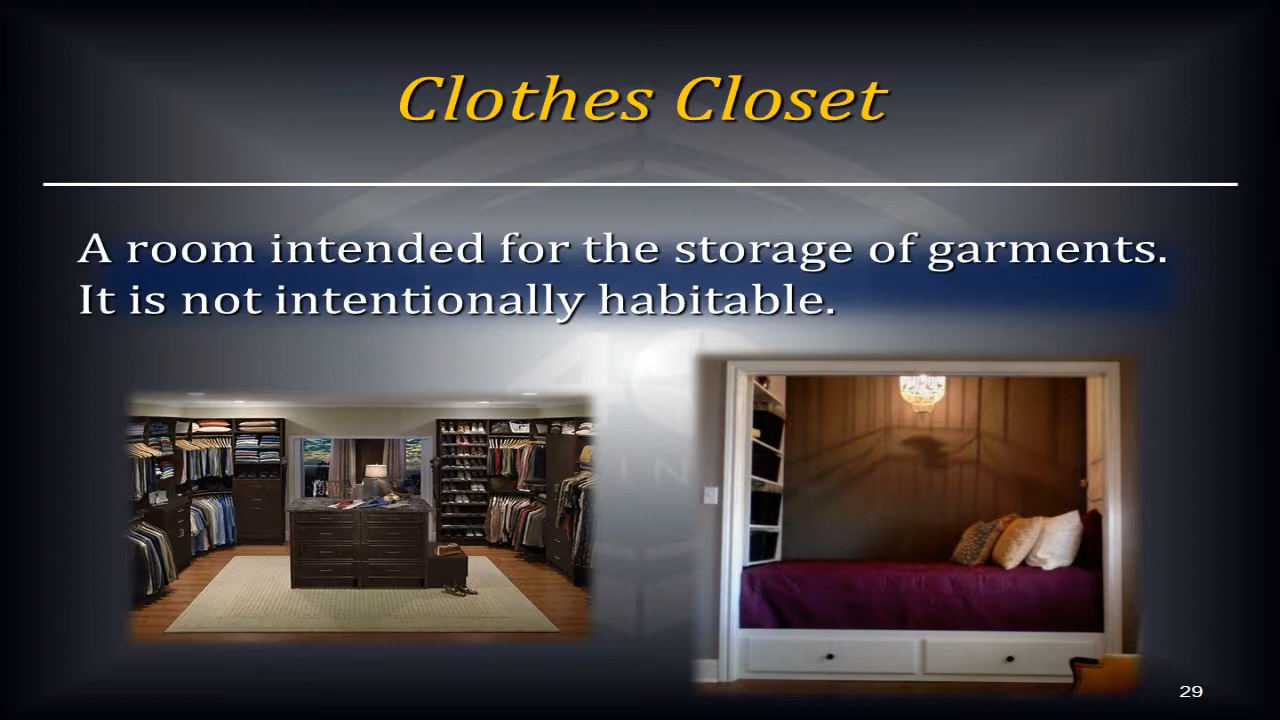 Clothes Closet
A room intended for the storage of garments.
It is not intentionally habitable.
29